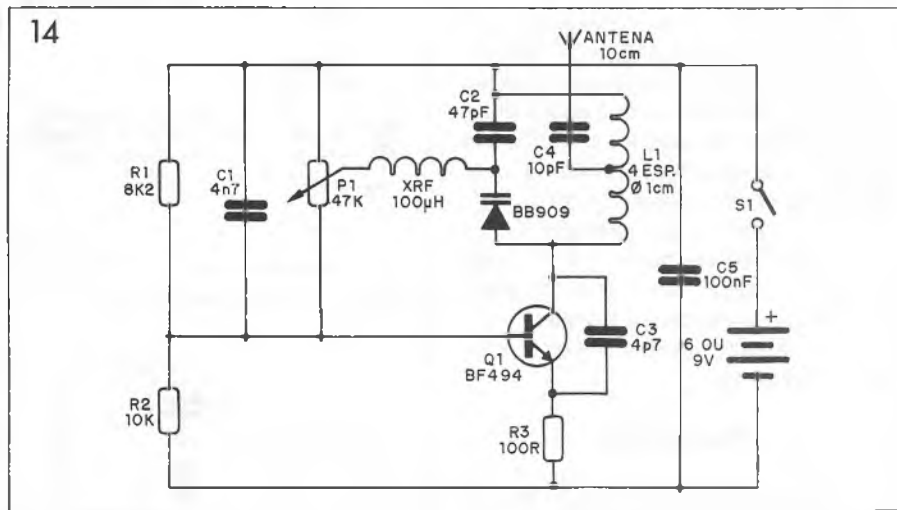 14
ANTENA
10cm
C2
47pF
C4
10pF
L1
4 ESP.
Ø 1cm
R1
8K2
C1
4n7
P1
47K
XRF
100µH
BB909
S1
C5
100nF
C3
4p7
+
6 OU
9V
Q1
BF494
R2
10K
R3
100R